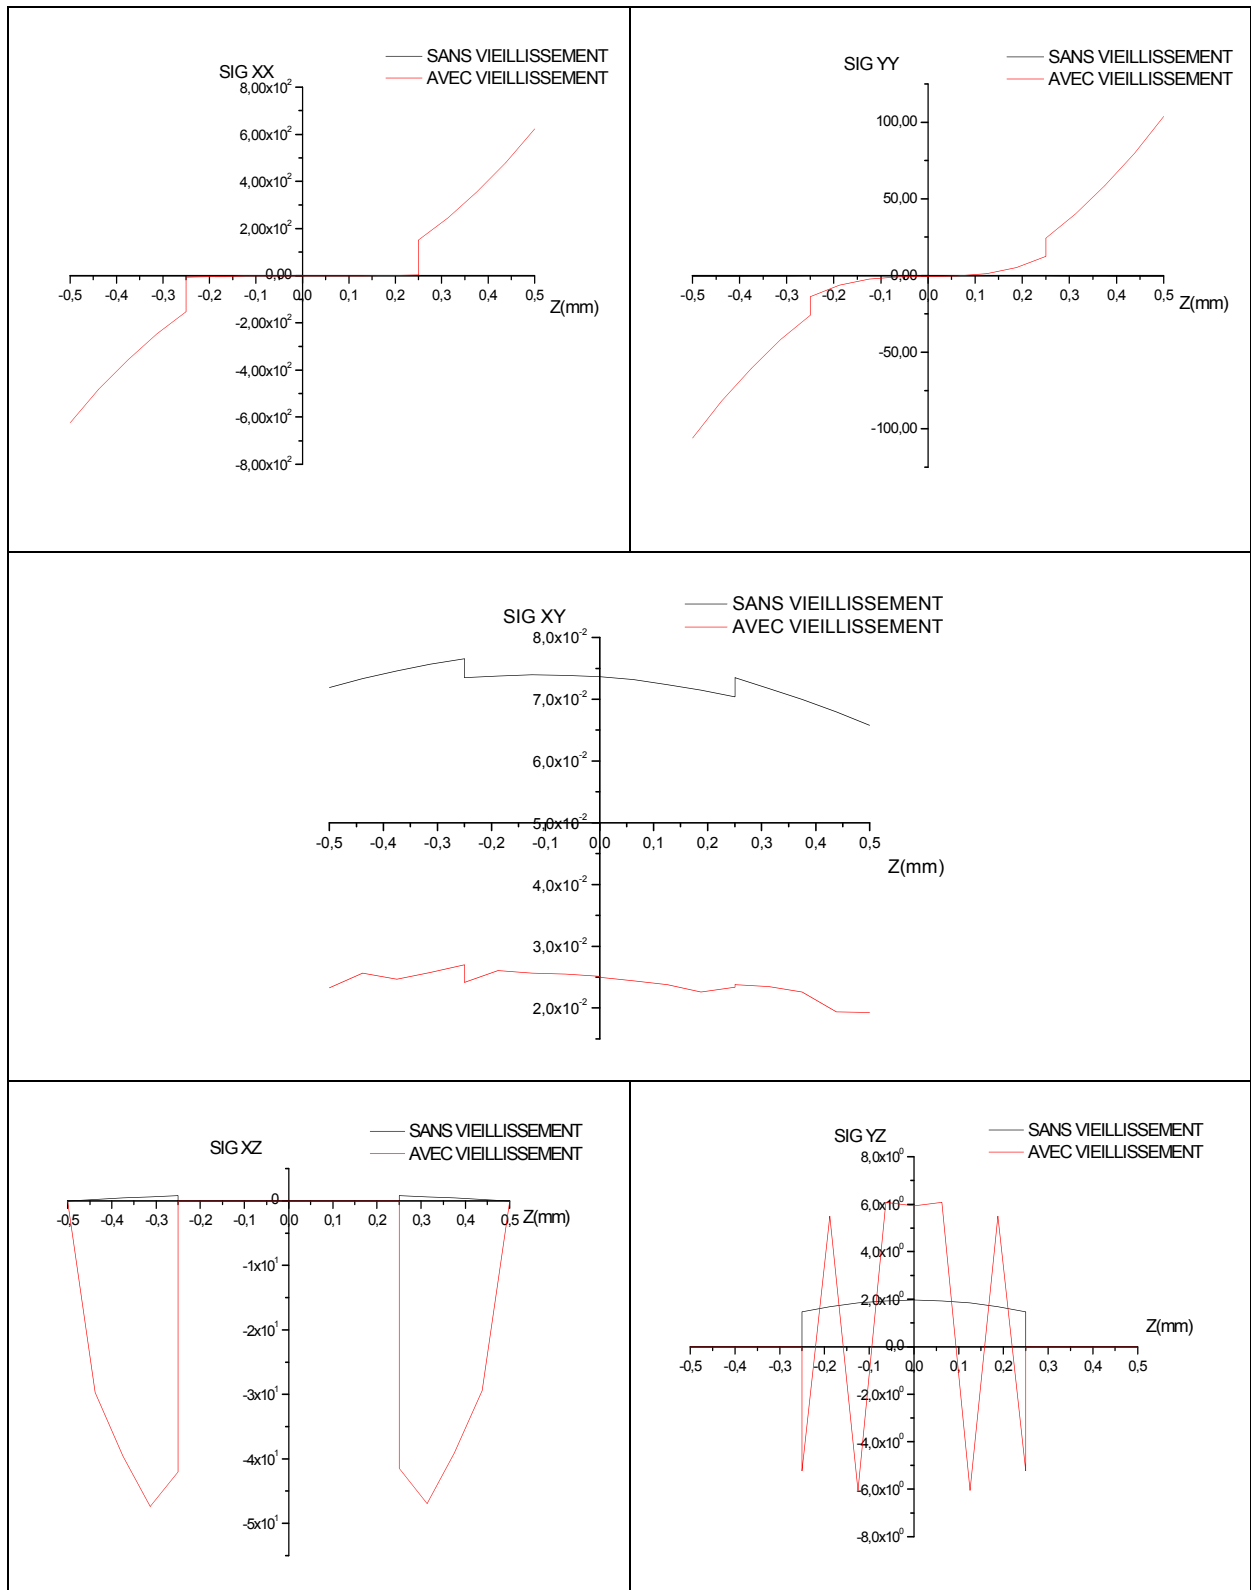 SIG XX
SANS VIEILLISSEMENT
AVEC VIEILLISSEMENT
8,00x10²
6,00x10²
4,00x10²
2,00x10²
0,00
-2,00x10²
-4,00x10²
-6,00x10²
-8,00x10²
-0,5 -0,4 -0,3 -0,2 -0,1 0,0 0,1 0,2 0,3 0,4 0,5
Z(mm)
SIG YY
SANS VIEILLISSEMENT
AVEC VIEILLISSEMENT
100,00
50,00
0,00
-50,00
-100,00
-0,5 -0,4 -0,3 -0,2 -0,1 0,0 0,1 0,2 0,3 0,4 0,5
Z(mm)
SIG XY
SANS VIEILLISSEMENT
AVEC VIEILLISSEMENT
8,0x10⁻²
7,0x10⁻²
6,0x10⁻²
5,0x10⁻²
4,0x10⁻²
3,0x10⁻²
2,0x10⁻²
-0,5 -0,4 -0,3 -0,2 -0,1 0,0 0,1 0,2 0,3 0,4 0,5
Z(mm)
SIG XZ
SANS VIEILLISSEMENT
AVEC VIEILLISSEMENT
0
-0,5 -0,4 -0,3 -0,2 -0,1 0,0 0,1 0,2 0,3 0,4 0,5
Z(mm)
-1x10¹
-2x10¹
-3x10¹
-4x10¹
-5x10¹
SIG YZ
SANS VIEILLISSEMENT
AVEC VIEILLISSEMENT
8,0x10⁰
6,0x10⁰
4,0x10⁰
2,0x10⁰
0,0
-2,0x10⁰
-4,0x10⁰
-6,0x10⁰
-8,0x10⁰
Z(mm)
-0,5 -0,4 -0,3 -0,2 -0,1 0,0 0,1 0,2 0,3 0,4 0,5